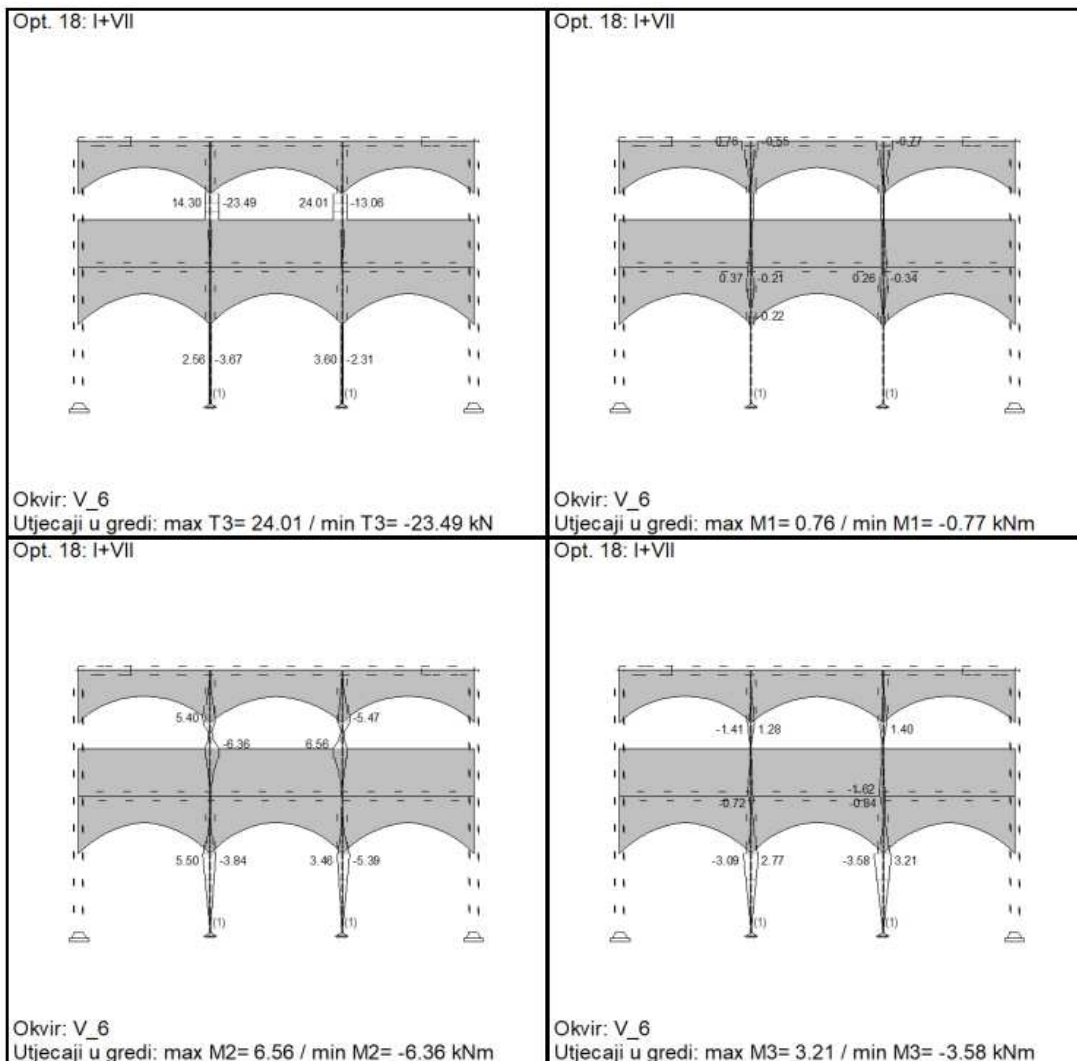 Opt. 18: I+VII
14.30 -23.49 24.01 -13.06
2.56 -3.67 3.60 -2.31
(1) (1)
Okvir: V_6
Utjecaji u gredi: max T3= 24.01 / min T3= -23.49 kN
Opt. 18: I+VII
0.76 -0.55 -0.77
0.37 -0.21 0.26 -0.34
-0.22
(1) (1)
Okvir: V_6
Utjecaji u gredi: max M1= 0.76 / min M1= -0.77 kNm
Opt. 18: I+VII
5.40 -5.47
-6.36 6.56
5.50 -3.84 3.46 -5.39
(1) (1)
Okvir: V_6
Utjecaji u gredi: max M2= 6.56 / min M2= -6.36 kNm
Opt. 18: I+VII
-1.41 1.28 1.40
-1.62
-0.72 -0.84
-3.09 2.77 -3.58 3.21
(1) (1)
Okvir: V_6
Utjecaji u gredi: max M3= 3.21 / min M3= -3.58 kNm